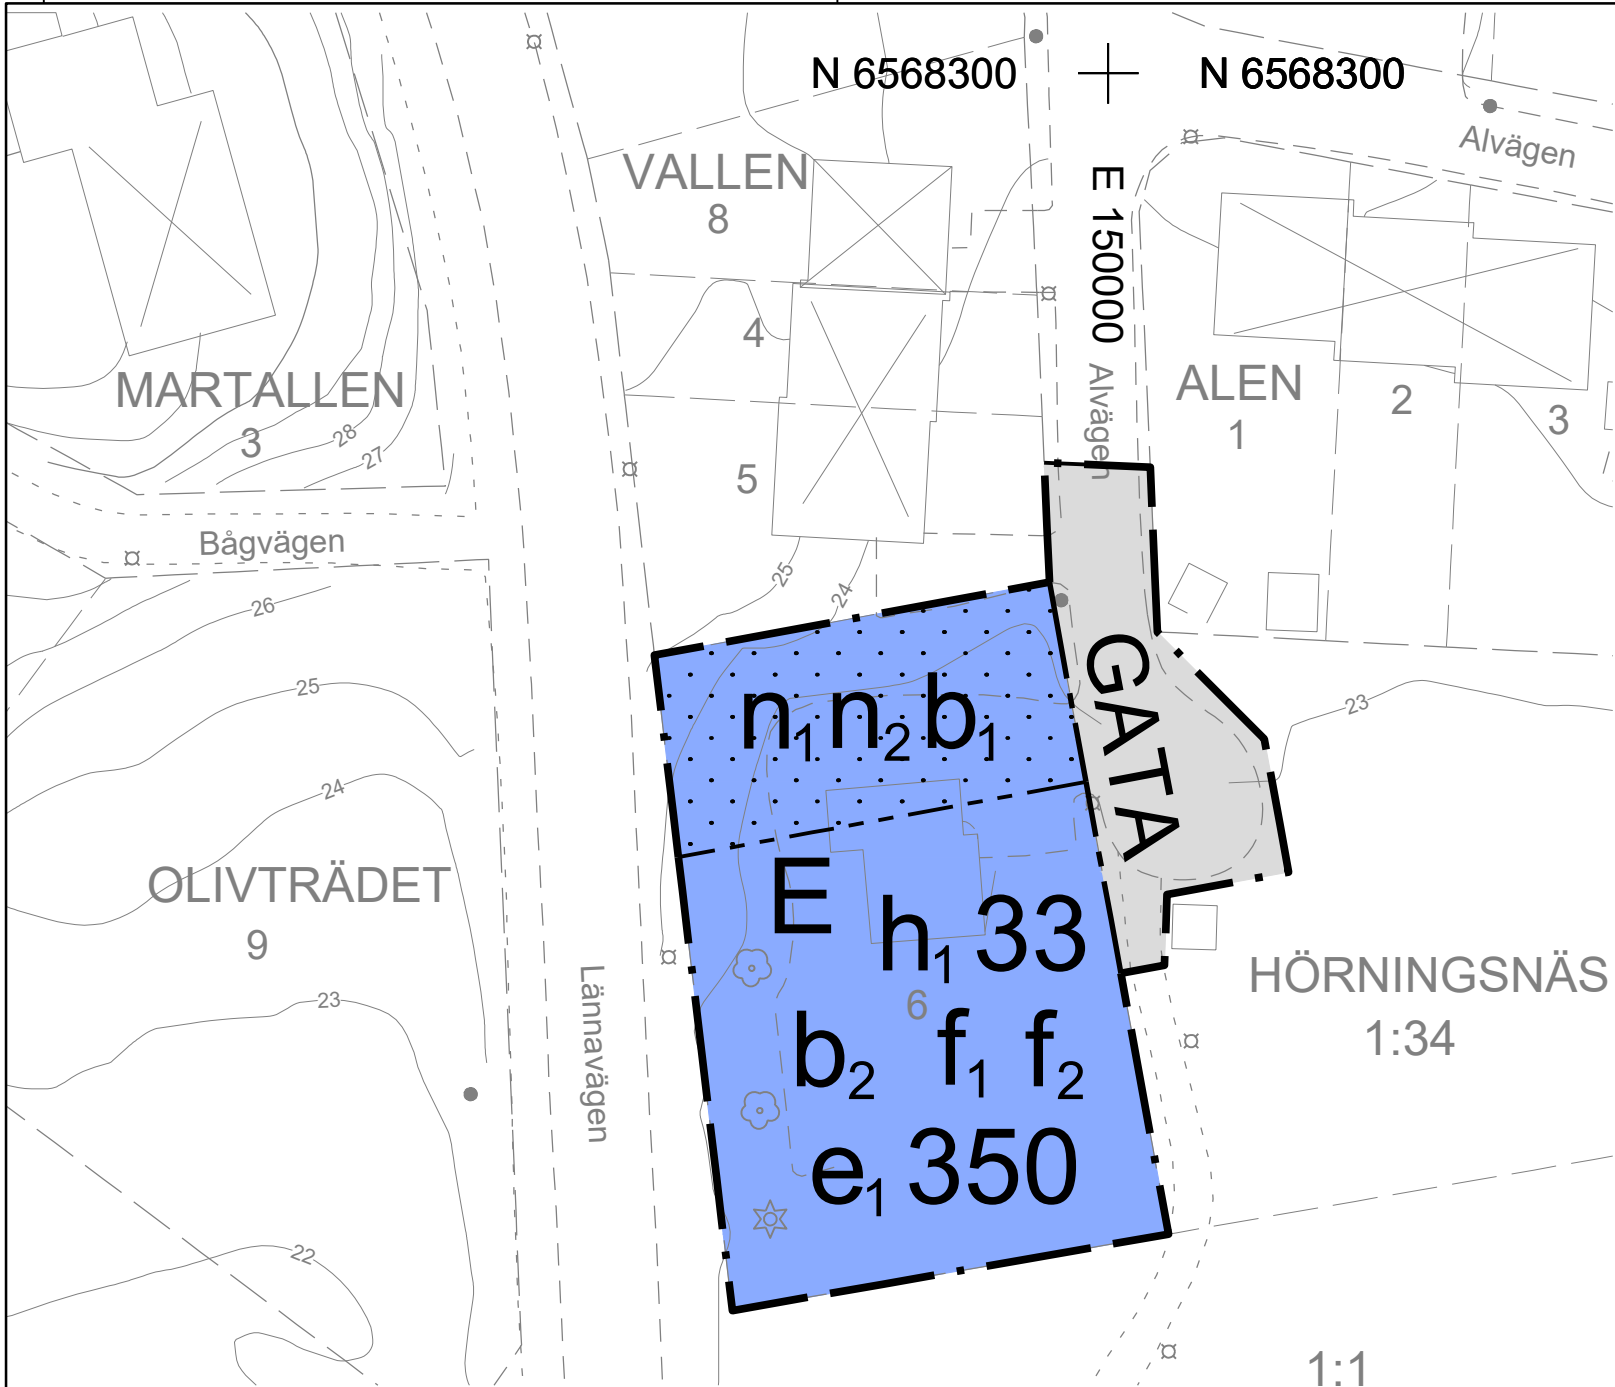 N 6568300 N 6568300
Alvägen
VALLEN
8
E 150000
4
Alvägen
ALEN
1
2
3
MARTALLEN
3
28
27
5
Bågvägen
25
24
26
GATA
25
n1 n2 b1
23
24
E
OLIVTRÄDET
9
h1 33
6
HÖRNINGSNÄS
1:34
23
Lännavägen
b2 f1 f2
e1 350
22
1:1